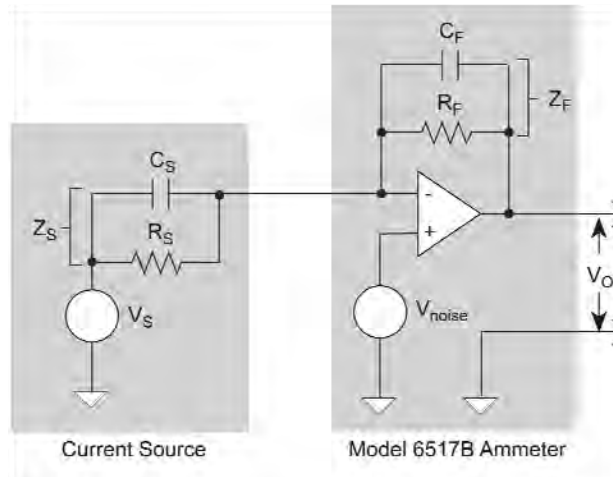 C_F
R_F
Z_F
C_S
R_S
Z_S
-
+
V_S
V_noise
V_O
Current Source
Model 6517B Ammeter